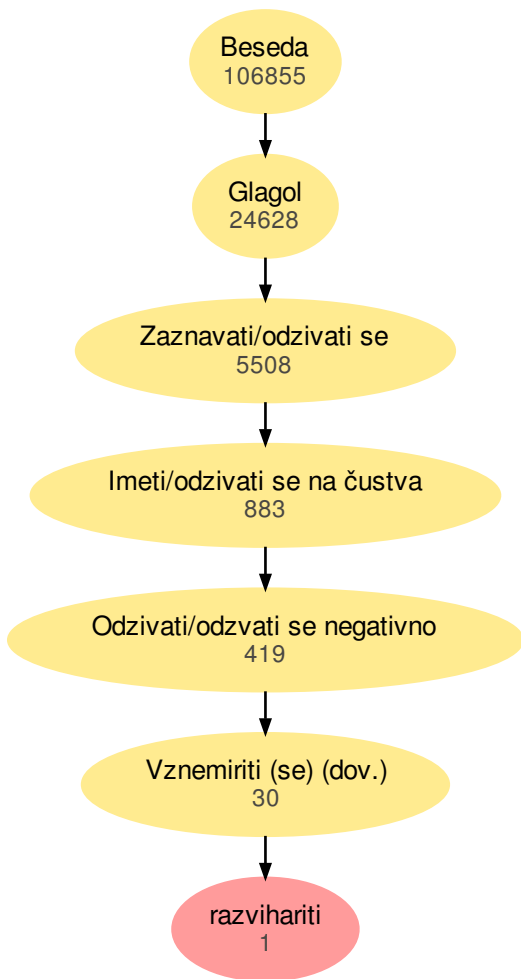 Beseda
106855
Glagol
24628
Zaznavati/odzivati se
5508
Imeti/odzivati se na čustva
883
Odzivati/odzvati se negativno
419
Vznemiriti (se) (dov.)
30
razvihariti
1